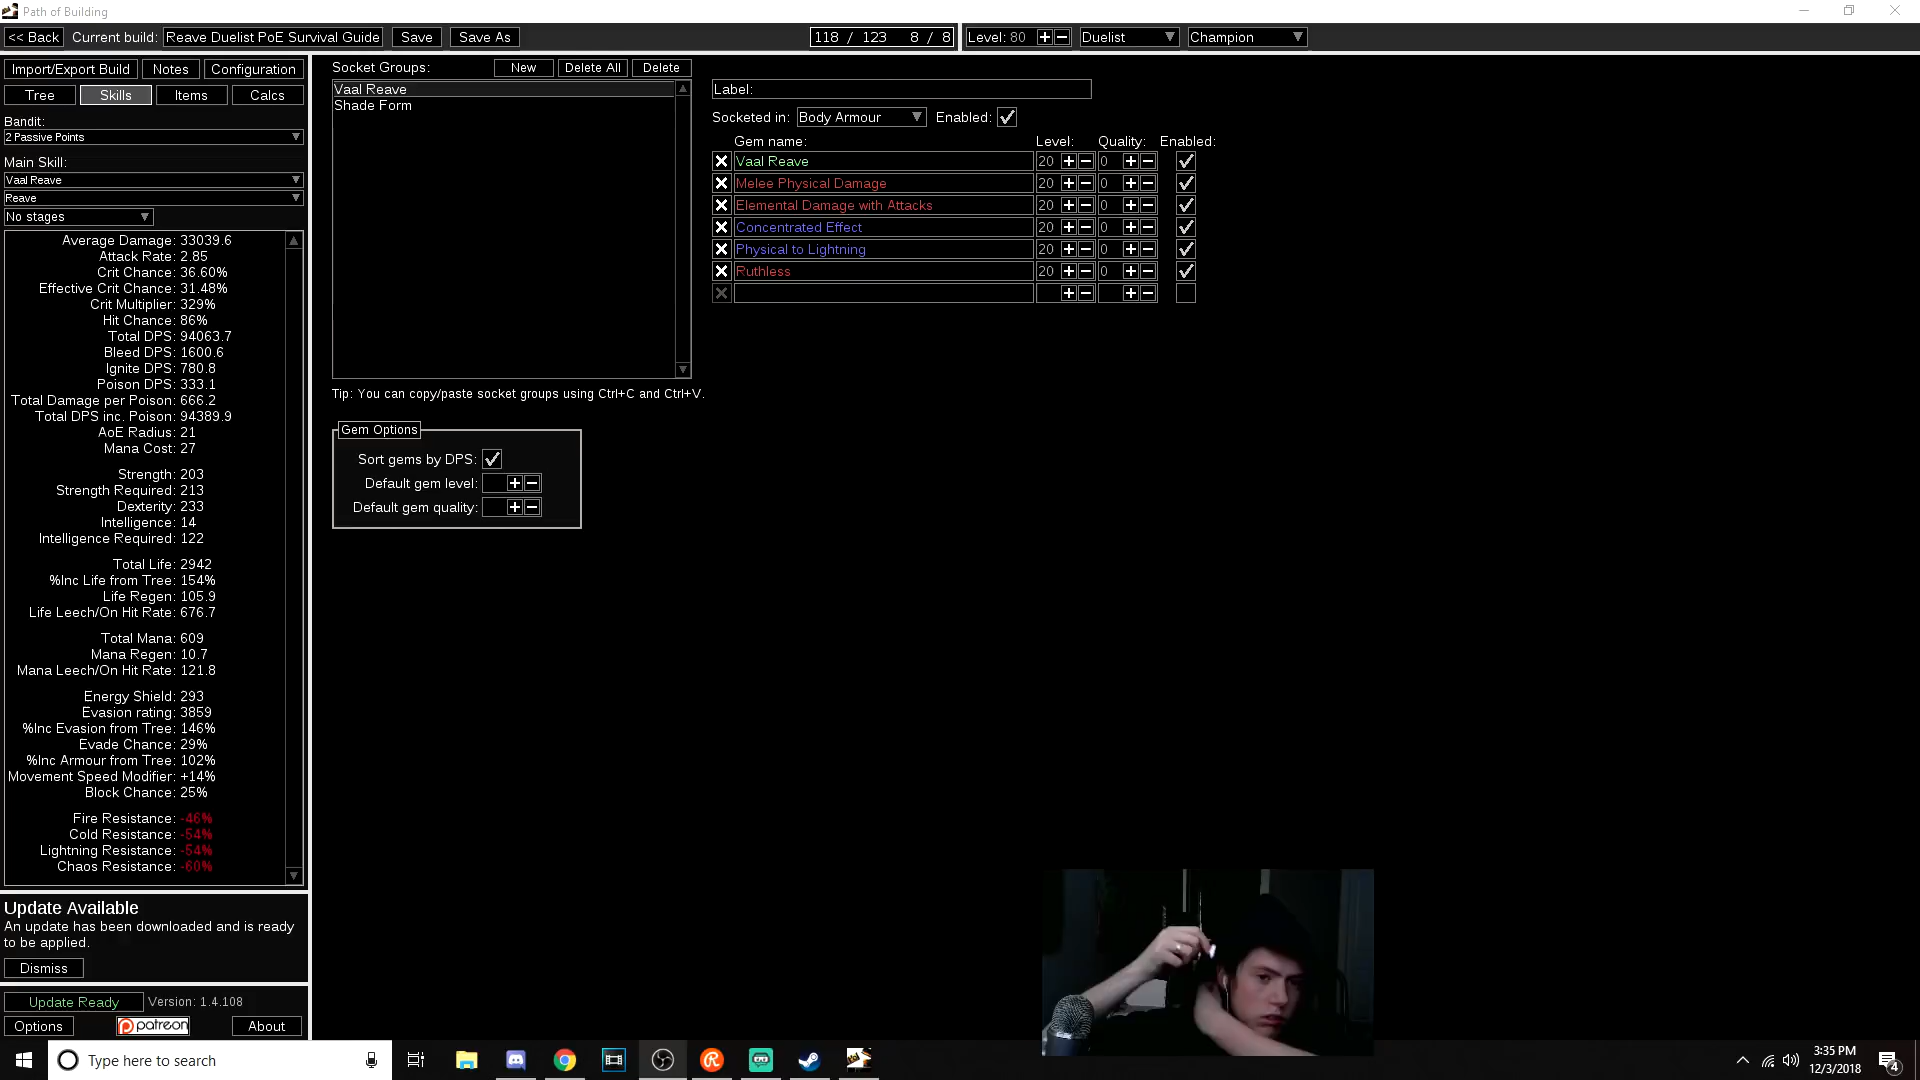 Path of Building
<< Back Current build: Reave Duelist PoE Survival Guide Save Save As 118 / 123 8 / 8 Level: 80 Duelist Champion
Import/Export Build Notes Configuration
Tree Skills Items Calcs
Bandit:
2 Passive Points
Main Skill:
Vaal Reave
Reave
No stages
Average Damage: 33039.6
Attack Rate: 2.85
Crit Chance: 36.60%
Effective Crit Chance: 31.48%
Crit Multiplier: 329%
Hit Chance: 86%
Total DPS: 94063.7
Bleed DPS: 1600.6
Ignite DPS: 780.8
Poison DPS: 333.1
Total Damage per Poison: 666.2
Total DPS inc. Poison: 94389.9
AoE Radius: 21
Mana Cost: 27
Strength: 203
Strength Required: 213
Dexterity: 233
Intelligence: 14
Intelligence Required: 122
Total Life: 2942
%Inc Life from Tree: 154%
Life Regen: 105.9
Life Leech/On Hit Rate: 676.7
Total Mana: 609
Mana Regen: 10.7
Mana Leech/On Hit Rate: 121.8
Energy Shield: 293
Evasion rating: 3859
%Inc Evasion from Tree: 146%
Evade Chance: 29%
%Inc Armour from Tree: 102%
Movement Speed Modifier: +14%
Block Chance: 25%
Fire Resistance: -46%
Cold Resistance: -54%
Lightning Resistance: -54%
Chaos Resistance: -60%
Update Available
An update has been downloaded and is ready
to be applied.
Dismiss
Update Ready Version: 1.4.108
Options patreon About
Socket Groups: New Delete All Delete
Vaal Reave
Shade Form
Tip: You can copy/paste socket groups using Ctrl+C and Ctrl+V.
Gem Options
Sort gems by DPS:
Default gem level:
Default gem quality:
Label:
Socketed in: Body Armour Enabled:
Gem name: Level: Quality: Enabled:
Vaal Reave 20 0
Melee Physical Damage 20 0
Elemental Damage with Attacks 20 0
Concentrated Effect 20 0
Physical to Lightning 20 0
Ruthless 20 0
Type here to search
3:35 PM
12/3/2018
4